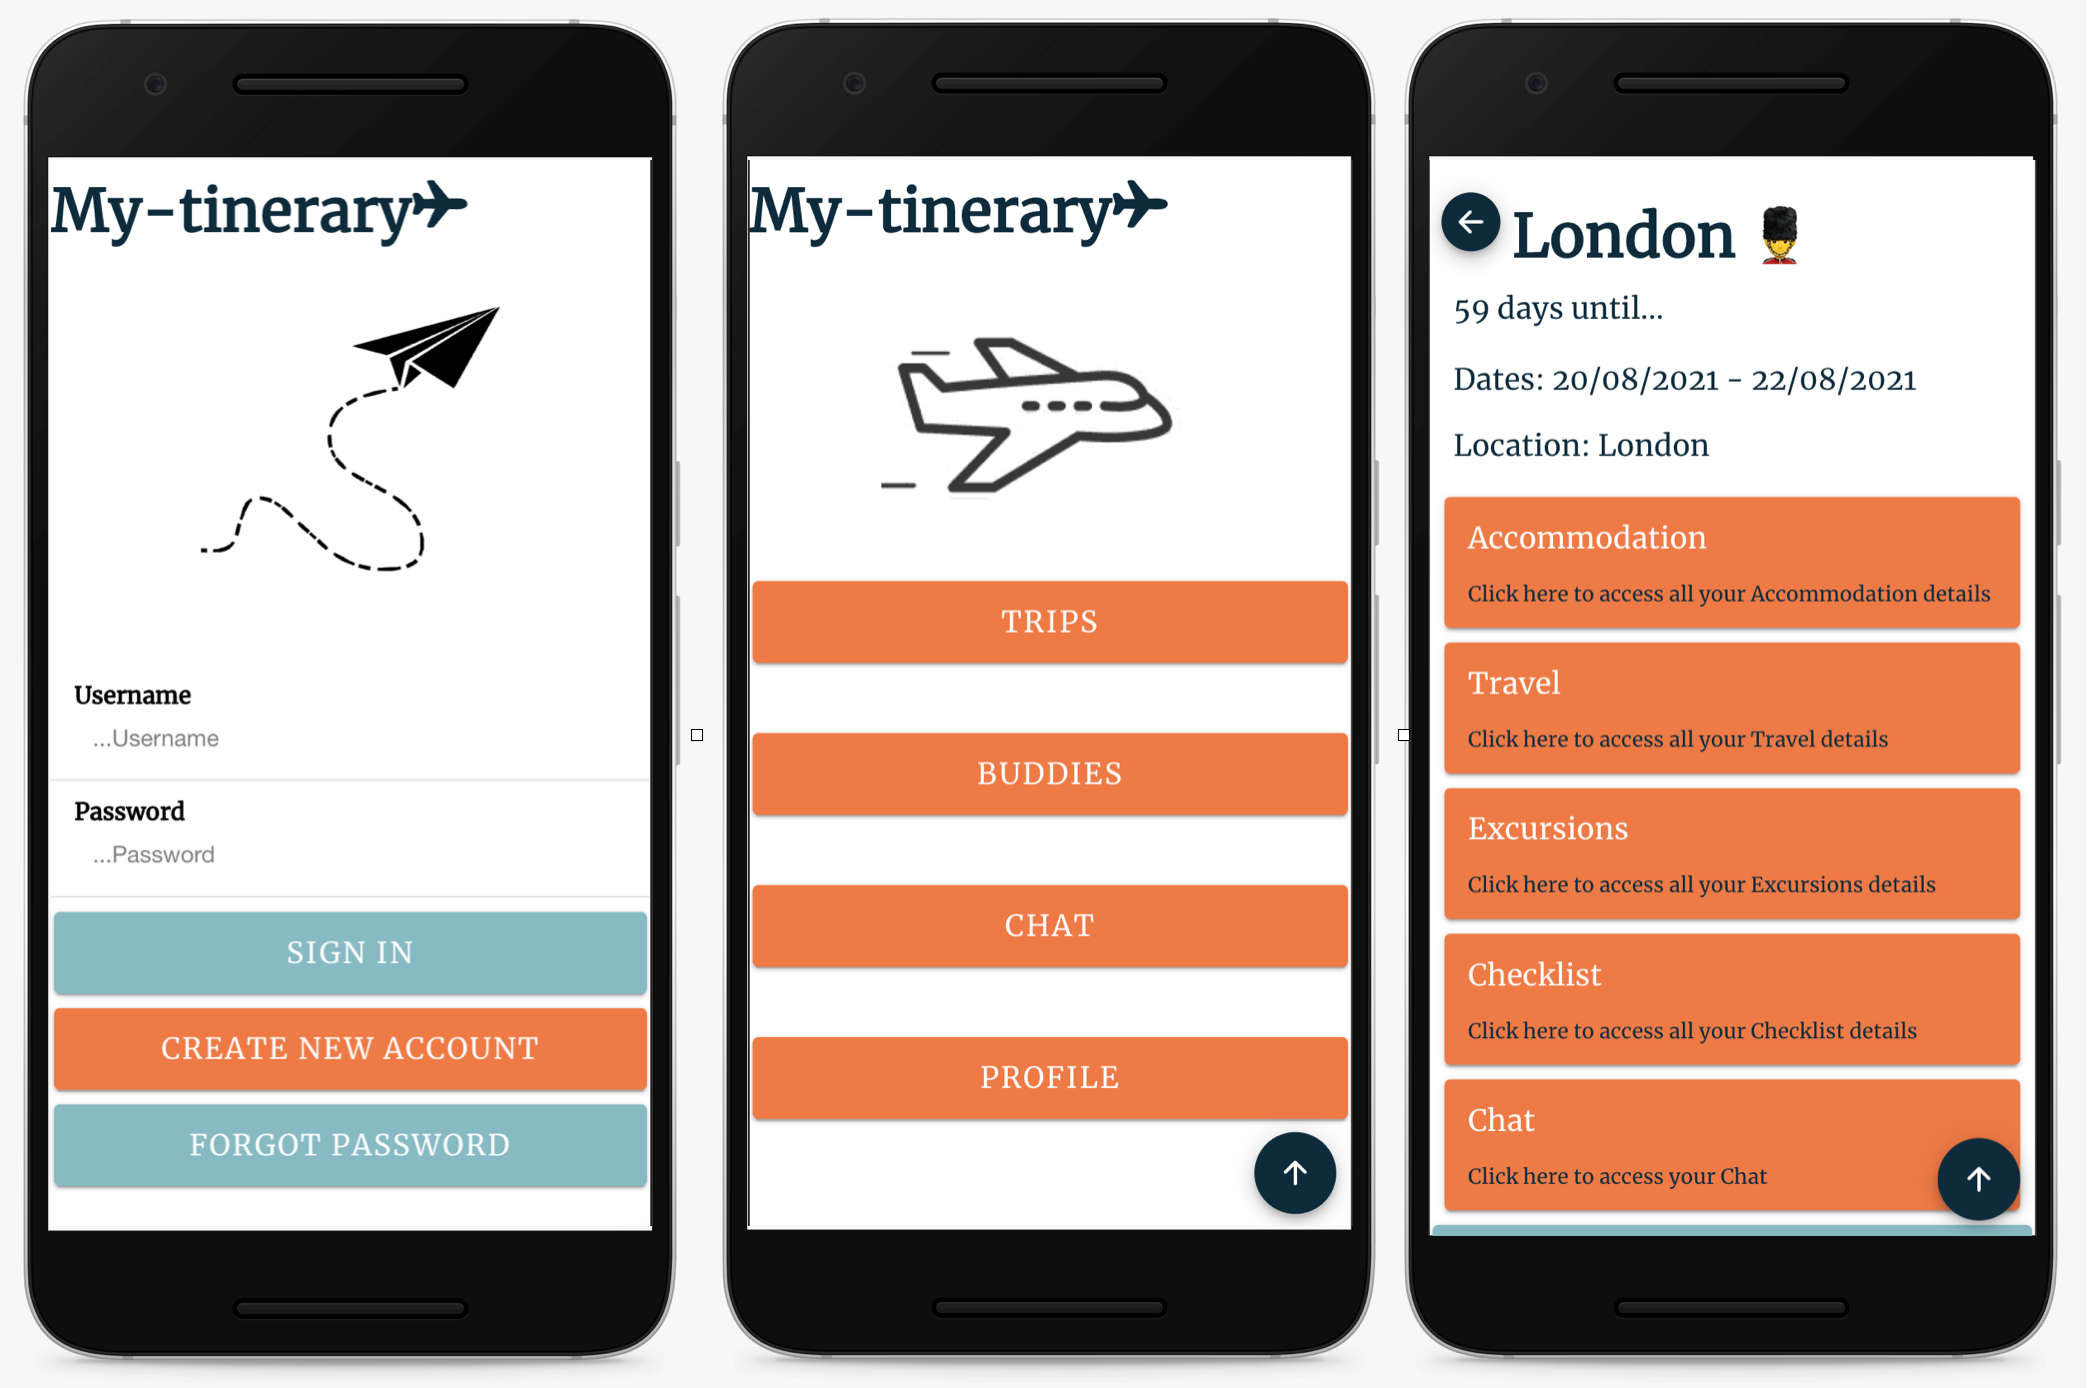 My-tinerary
Username
...Username
Password
...Password
SIGN IN
CREATE NEW ACCOUNT
FORGOT PASSWORD
My-tinerary
TRIPS
BUDDIES
CHAT
PROFILE
London
59 days until...
Dates: 20/08/2021 - 22/08/2021
Location: London
Accommodation
Click here to access all your Accommodation details
Travel
Click here to access all your Travel details
Excursions
Click here to access all your Excursions details
Checklist
Click here to access all your Checklist details
Chat
Click here to access your Chat